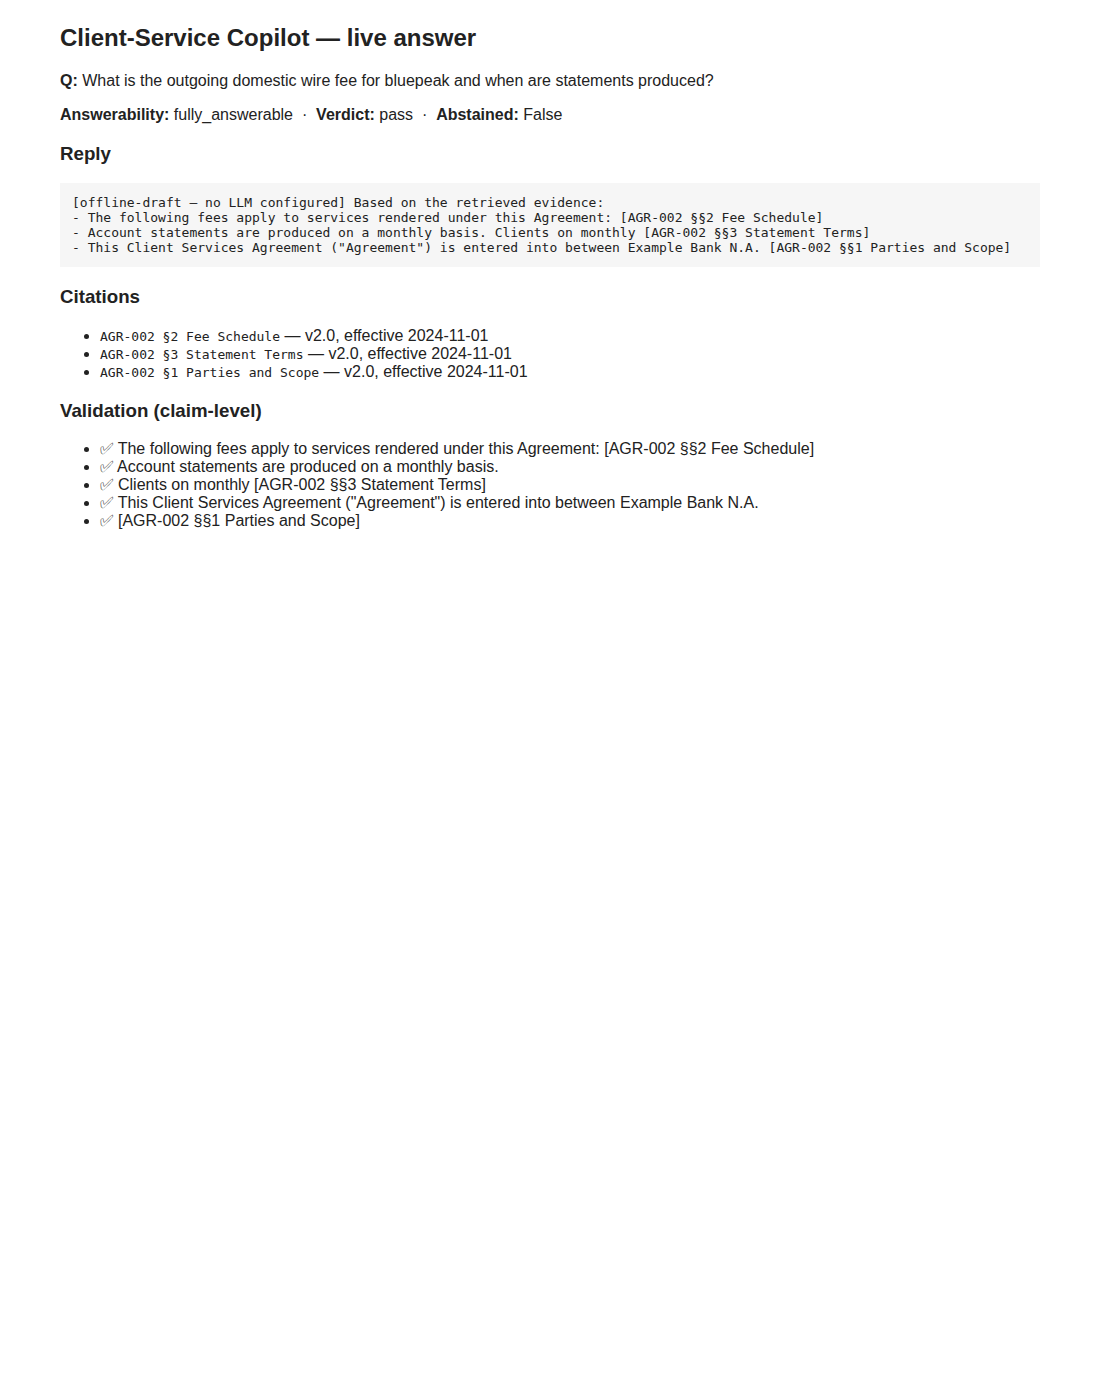 Client-Service Copilot — live answer
Q: What is the outgoing domestic wire fee for bluepeak and when are statements produced?
Answerability: fully_answerable · Verdict: pass · Abstained: False
Reply
[offline-draft — no LLM configured] Based on the retrieved evidence:
- The following fees apply to services rendered under this Agreement: [AGR-002 §§2 Fee Schedule]
- Account statements are produced on a monthly basis. Clients on monthly [AGR-002 §§3 Statement Terms]
- This Client Services Agreement ("Agreement") is entered into between Example Bank N.A. [AGR-002 §§1 Parties and Scope]
Citations
• AGR-002 §2 Fee Schedule — v2.0, effective 2024-11-01
• AGR-002 §3 Statement Terms — v2.0, effective 2024-11-01
• AGR-002 §1 Parties and Scope — v2.0, effective 2024-11-01
Validation (claim-level)
• ✅ The following fees apply to services rendered under this Agreement: [AGR-002 §§2 Fee Schedule]
• ✅ Account statements are produced on a monthly basis.
• ✅ Clients on monthly [AGR-002 §§3 Statement Terms]
• ✅ This Client Services Agreement ("Agreement") is entered into between Example Bank N.A.
• ✅ [AGR-002 §§1 Parties and Scope]